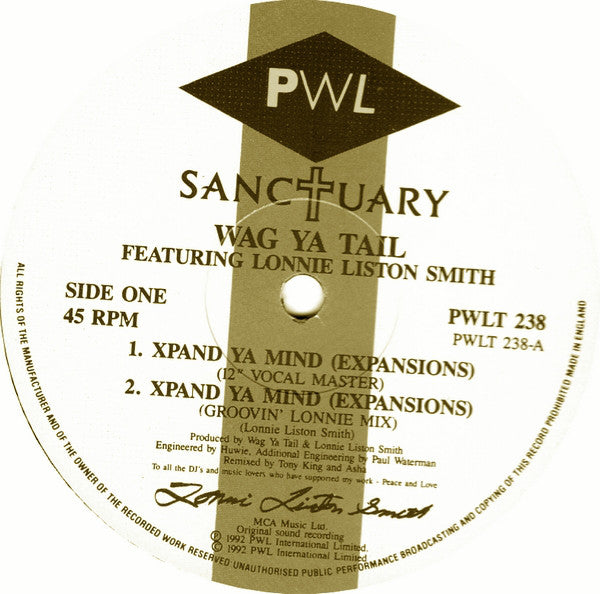 PWL
SANCTUARY
WAG YA TAIL
FEATURING LONNIE LISTON SMITH
SIDE ONE
45 RPM
PWLT 238
PWLT 238-A
1. XPAND YA MIND (EXPANSIONS)
(12" VOCAL MASTER)
2. XPAND YA MIND (EXPANSIONS)
(GROOVIN' LONNIE MIX)
(Lonnie Liston Smith)
Produced by Wag Ya Tail & Lonnie Liston Smith
Engineered by Huwie, Additional Engineering by Paul Waterman
Remixed by Tony King and Asha
To all the DJ's and music lovers who have supported my work - Peace and Love
Lonnie Liston Smith
MCA Music Ltd.
Original sound recording
℗ 1992 PWL International Limited.
© 1992 PWL International Limited
ALL RIGHTS OF THE MANUFACTURER AND OF THE OWNER OF THE RECORDED WORK RESERVED UNAUTHORISED PUBLIC PERFORMANCE BROADCASTING AND COPYING OF THIS RECORD PROHIBITED MADE IN ENGLAND